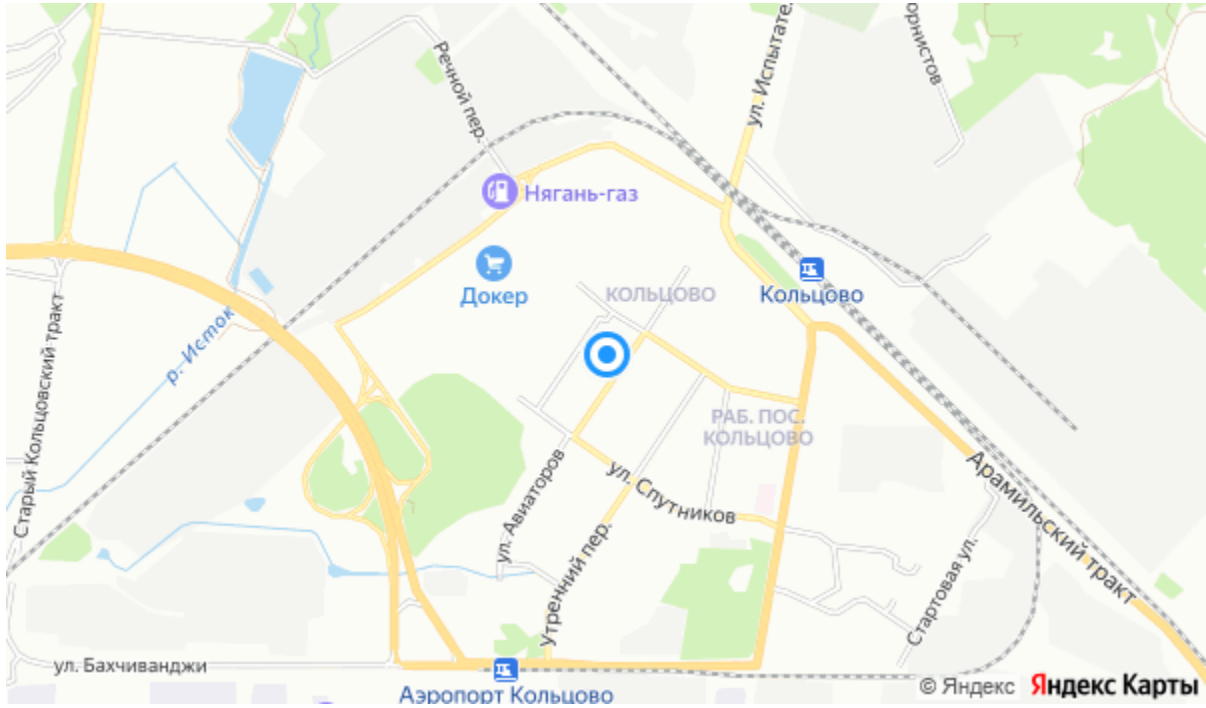 Речной пер.
ул. Испытате
орнистов
Нягань-газ
Докер
КОЛЬЦОВО
Кольцово
р. Исток
Старый Кольцовский тракт
РАБ. ПОС.
КОЛЬЦОВО
ул. Авиаторов
ул. Спутников
Утренний пер.
Арамильский тракт
Стартовая ул.
ул. Бахчиванджи
Аэропорт Кольцово
© Яндекс Яндекс Карты